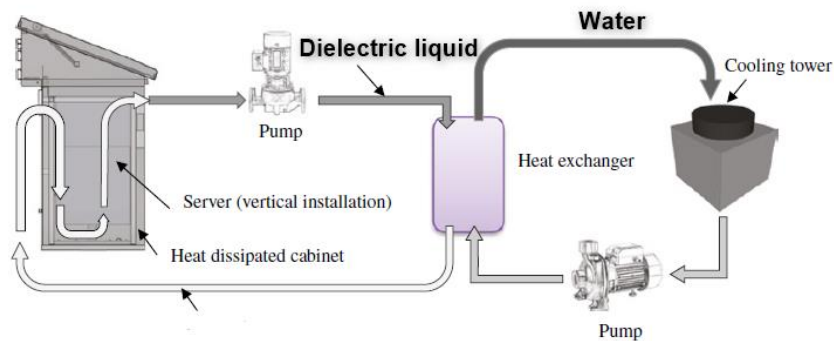 Water
Dielectric liquid
Cooling tower
Pump
Heat exchanger
Server (vertical installation)
Heat dissipated cabinet
Pump